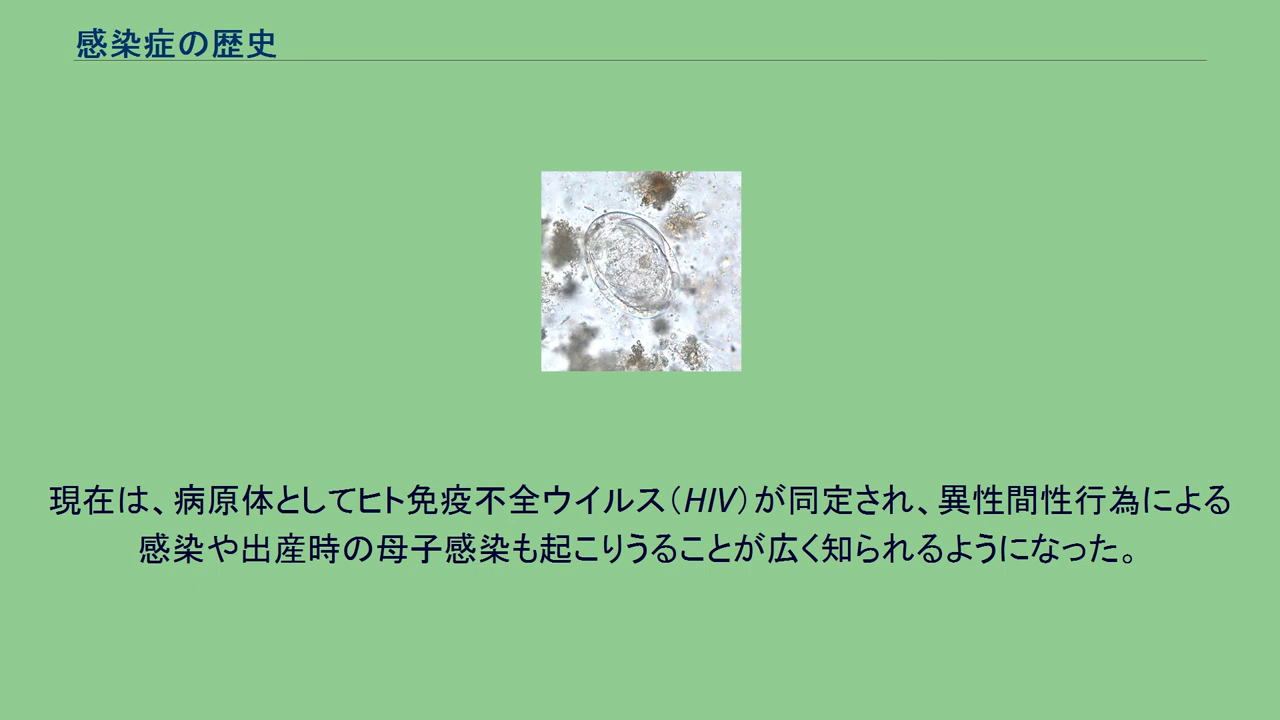 感染症の歴史
現在は、病原体としてヒト免疫不全ウイルス(HIV)が同定され、異性間性行為による
感染や出産時の母子感染も起こりうることが広く知られるようになった。